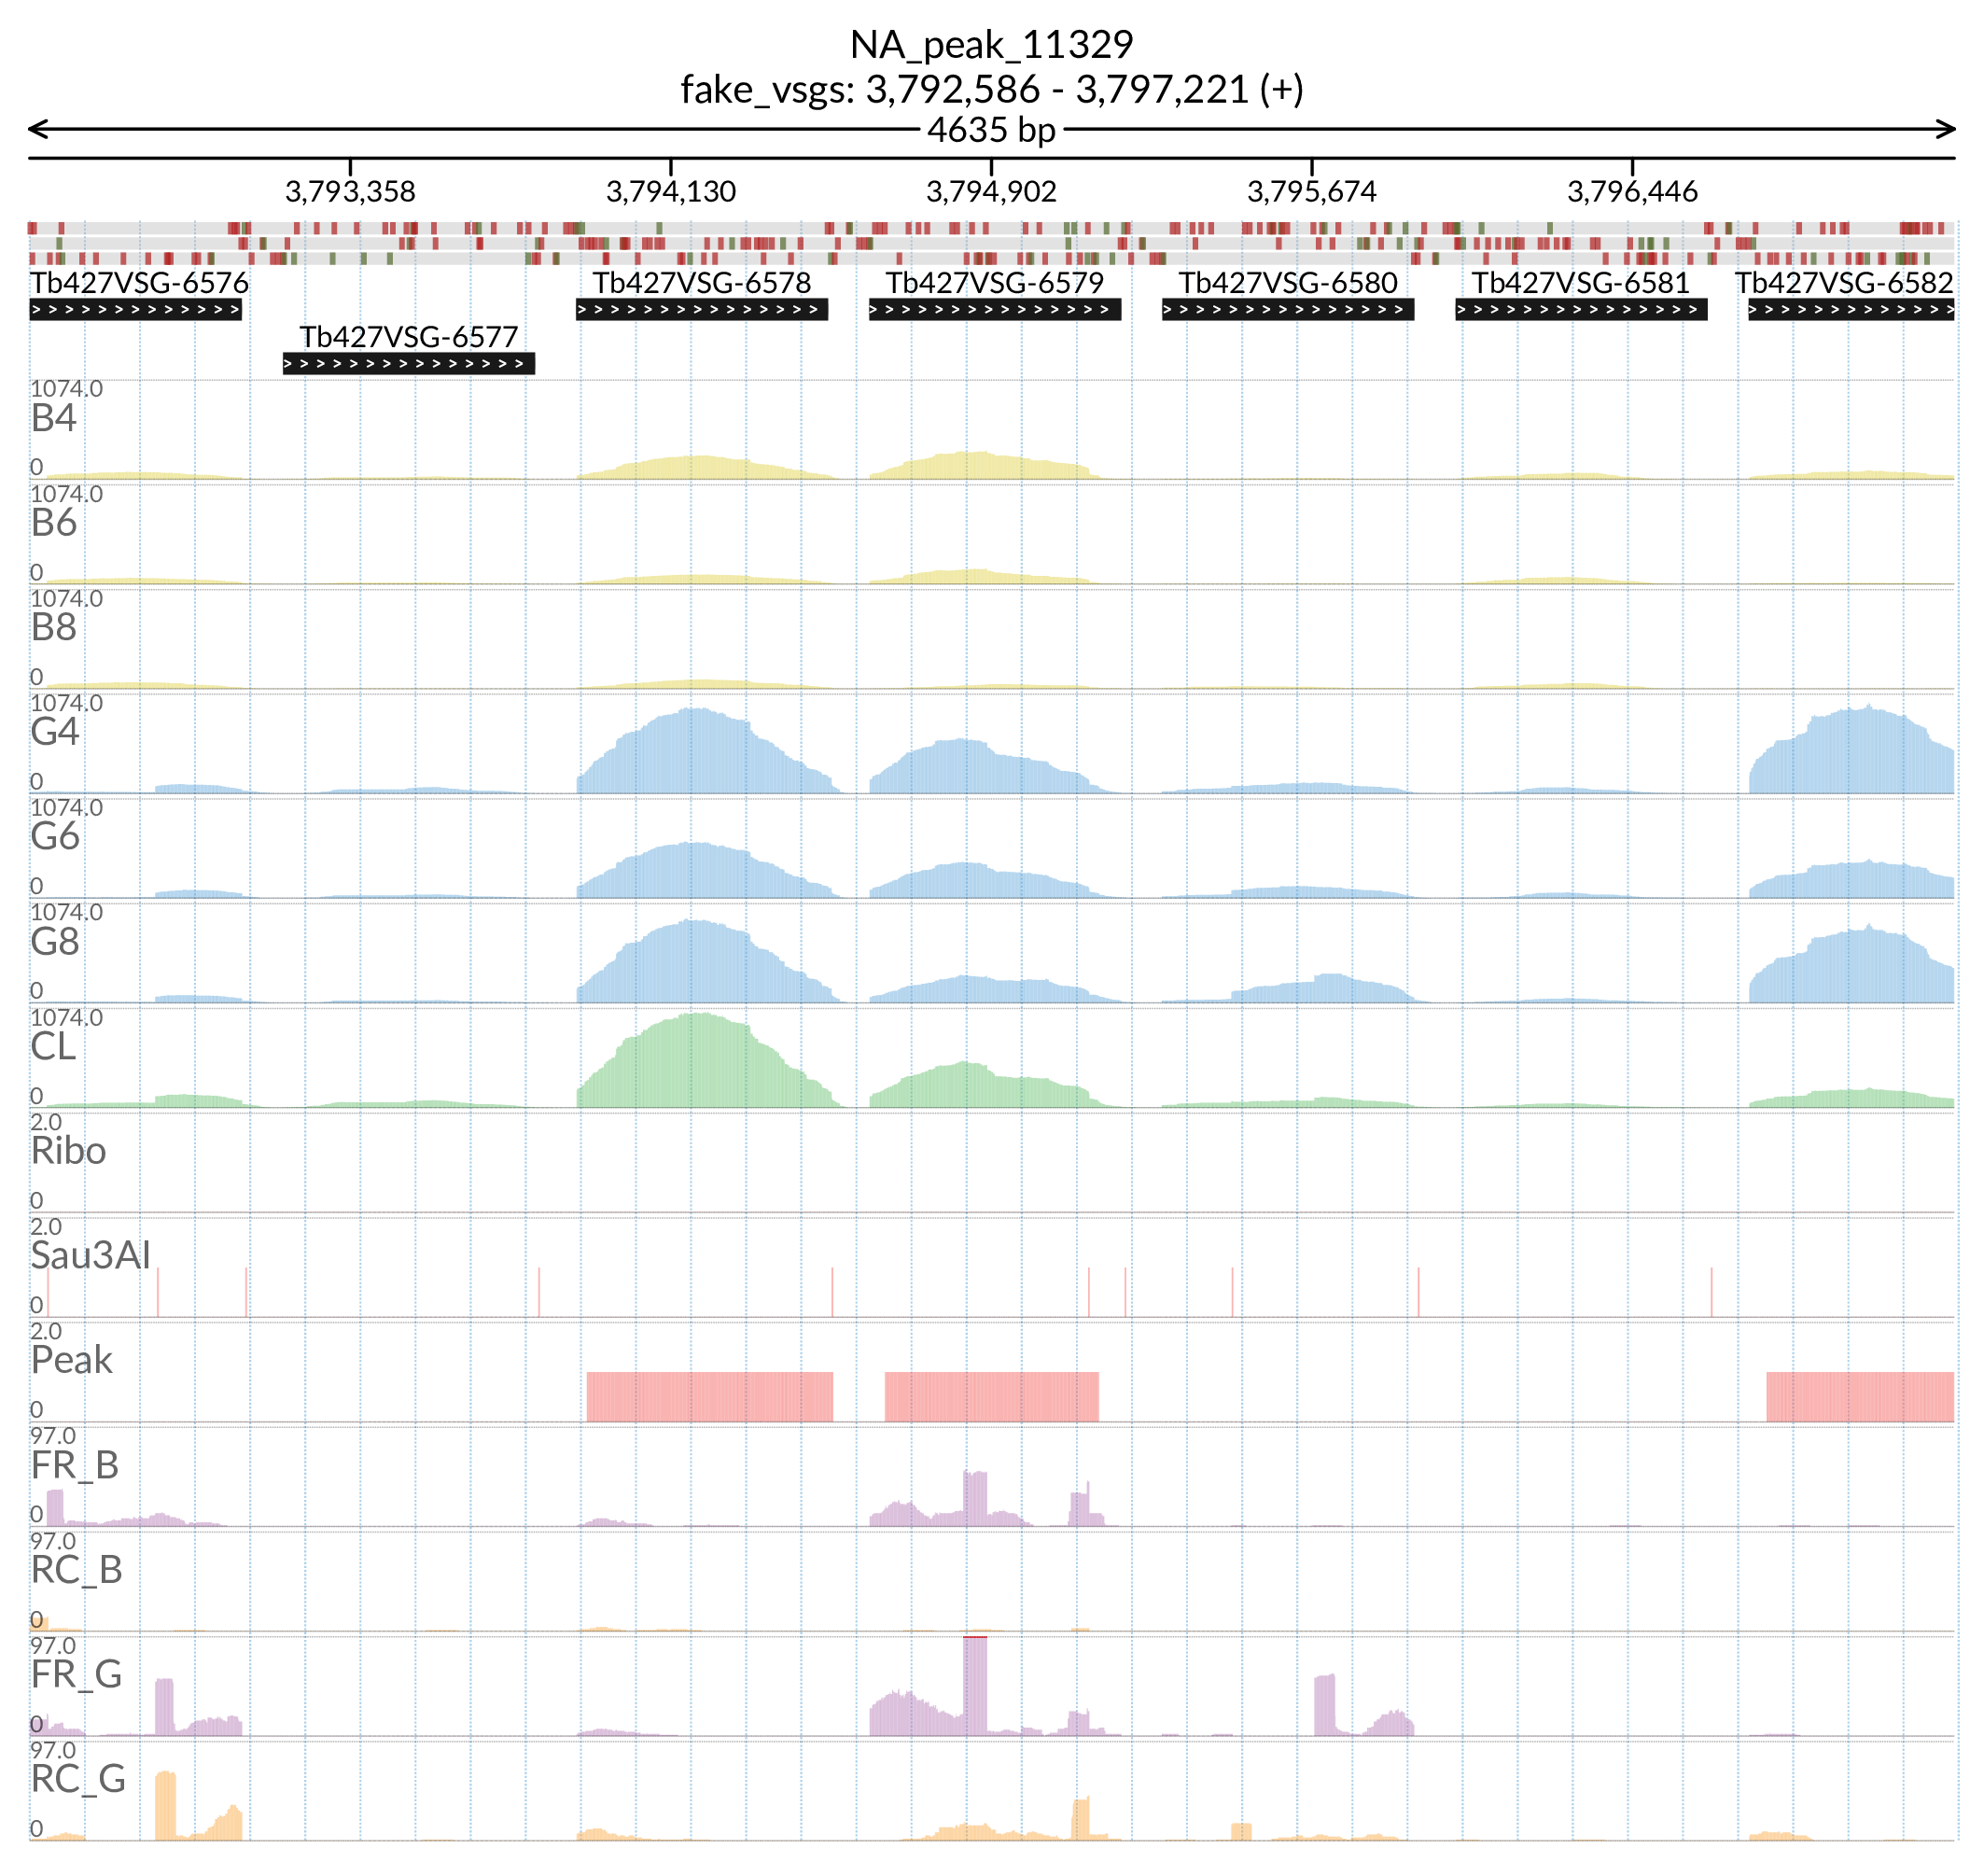 NA_peak_11329
fake_vsgs: 3,792,586 - 3,797,221 (+)
4635 bp
3,793,358 3,794,130 3,794,902 3,795,674 3,796,446
Tb427VSG-6576 Tb427VSG-6578 Tb427VSG-6579 Tb427VSG-6580 Tb427VSG-6581 Tb427VSG-6582
Tb427VSG-6577
1074.0
B4
0
1074.0
B6
0
1074.0
B8
0
1074.0
G4
0
1074.0
G6
0
1074.0
G8
0
1074.0
CL
0
2.0
Ribo
0
2.0
Sau3AI
0
2.0
Peak
0
97.0
FR_B
0
97.0
RC_B
0
97.0
FR_G
0
97.0
RC_G
0